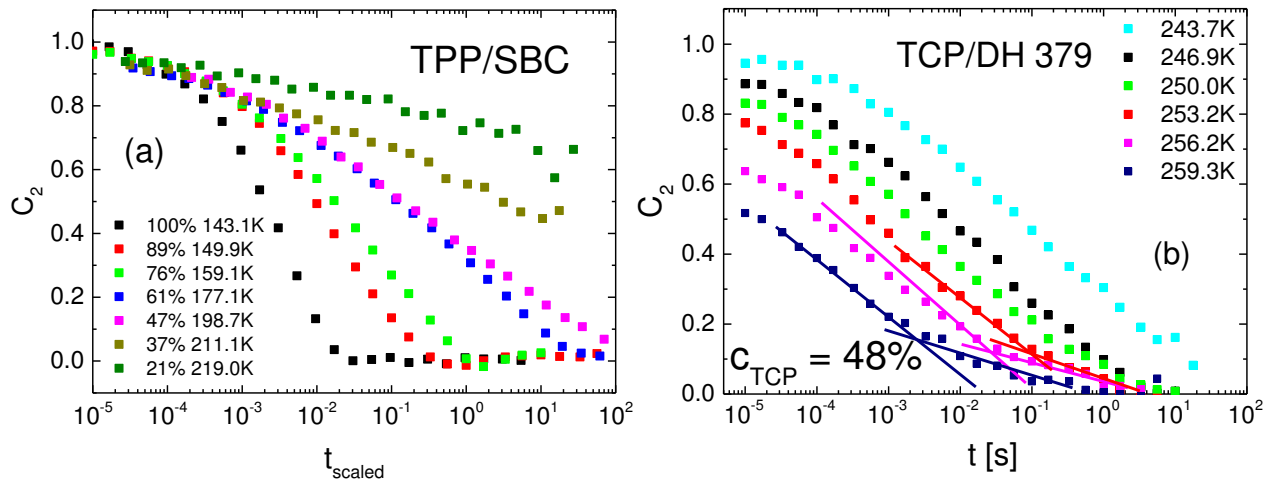 TPP/SBC
(a)
C2
1.0
0.8
0.6
0.4
0.2
0.0
100% 143.1K
89% 149.9K
76% 159.1K
61% 177.1K
47% 198.7K
37% 211.1K
21% 219.0K
10-5 10-4 10-3 10-2 10-1 100 101 102
tscaled
TCP/DH 379
(b)
C2
1.0
0.8
0.6
0.4
0.2
0.0
243.7K
246.9K
250.0K
253.2K
256.2K
259.3K
cTCP = 48%
10-5 10-4 10-3 10-2 10-1 100 101 102
t [s]